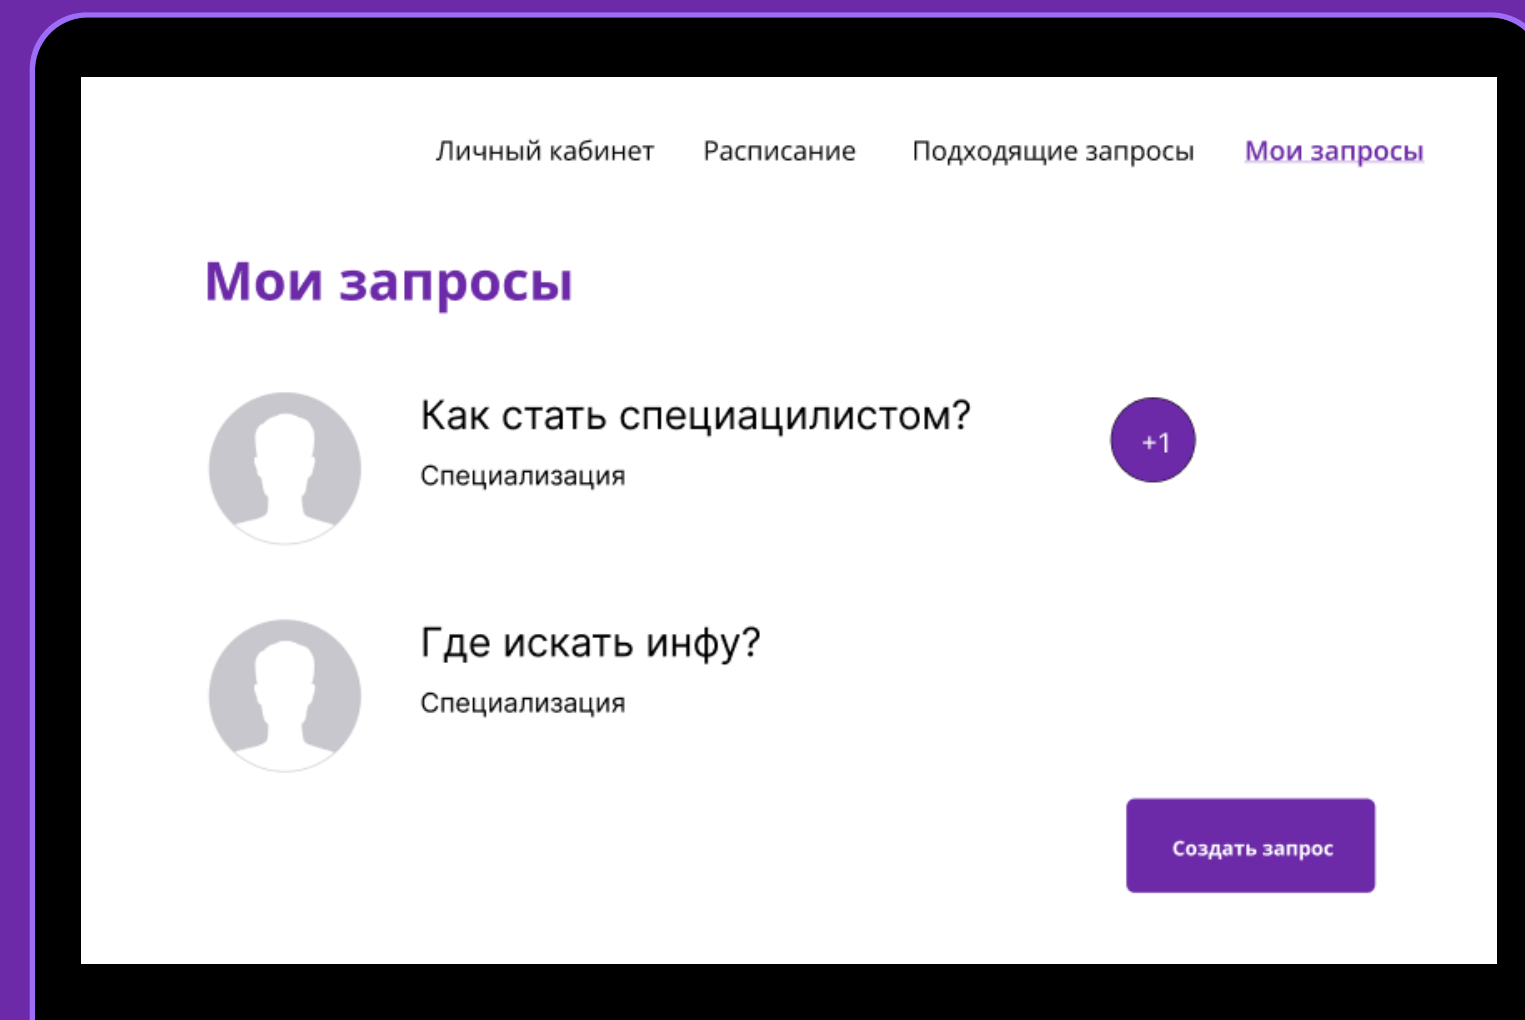 Личный кабинет Расписание Подходящие запросы Мои запросы
Мои запросы
Как стать специацилистом?
+1
Специализация
Где искать инфу?
Специализация
Создать запрос